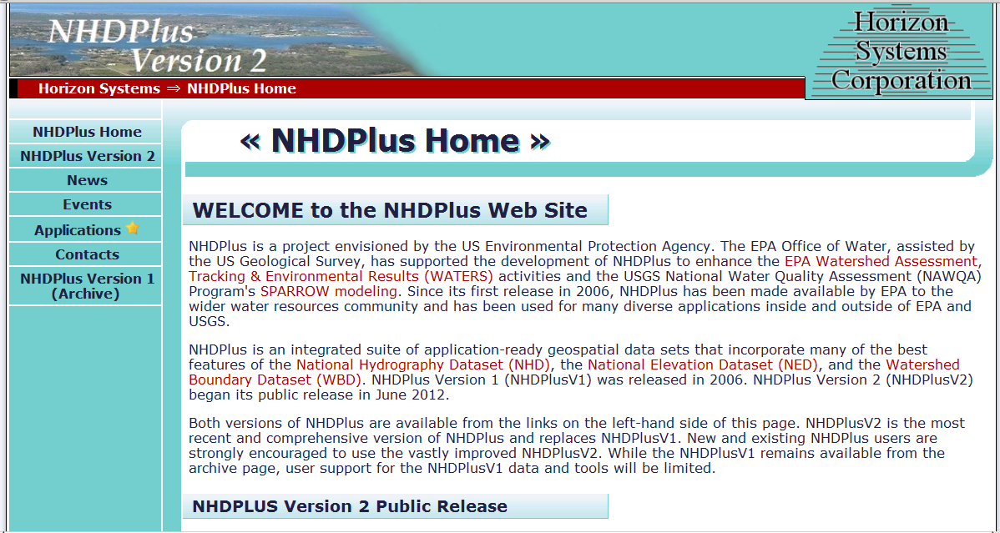 NHDPlus
Version 2
Horizon
Systems
Corporation
Horizon Systems ⇒ NHDPlus Home
NHDPlus Home
NHDPlus Version 2
News
Events
Applications
Contacts
NHDPlus Version 1
(Archive)
« NHDPlus Home »
WELCOME to the NHDPlus Web Site
NHDPlus is a project envisioned by the US Environmental Protection Agency. The EPA Office of Water, assisted by
the US Geological Survey, has supported the development of NHDPlus to enhance the EPA Watershed Assessment,
Tracking & Environmental Results (WATERS) activities and the USGS National Water Quality Assessment (NAWQA)
Program's SPARROW modeling. Since its first release in 2006, NHDPlus has been made available by EPA to the
wider water resources community and has been used for many diverse applications inside and outside of EPA and
USGS.
NHDPlus is an integrated suite of application-ready geospatial data sets that incorporate many of the best
features of the National Hydrography Dataset (NHD), the National Elevation Dataset (NED), and the Watershed
Boundary Dataset (WBD). NHDPlus Version 1 (NHDPlusV1) was released in 2006. NHDPlus Version 2 (NHDPlusV2)
began its public release in June 2012.
Both versions of NHDPlus are available from the links on the left-hand side of this page. NHDPlusV2 is the most
recent and comprehensive version of NHDPlus and replaces NHDPlusV1. New and existing NHDPlus users are
strongly encouraged to use the vastly improved NHDPlusV2. While the NHDPlusV1 remains available from the
archive page, user support for the NHDPlusV1 data and tools will be limited.
NHDPLUS Version 2 Public Release